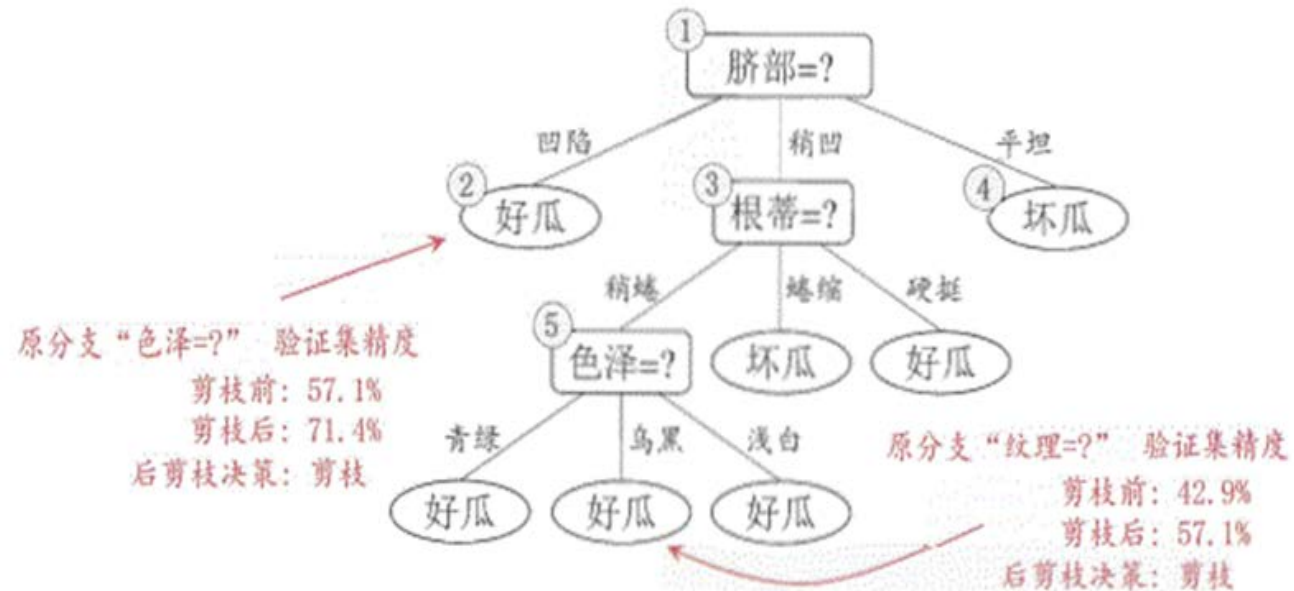 ①
脐部=?
凹陷 稍凹 平坦
② ③ ④
好瓜 根蒂=? 坏瓜
稍蜷 蜷缩 硬挺
⑤
色泽=? 坏瓜 好瓜
原分支“色泽=?” 验证集精度
剪枝前: 57.1%
剪枝后: 71.4%
后剪枝决策: 剪枝
青绿 乌黑 浅白
好瓜 好瓜 好瓜
原分支“纹理=?” 验证集精度
剪枝前: 42.9%
剪枝后: 57.1%
后剪枝决策: 剪枝